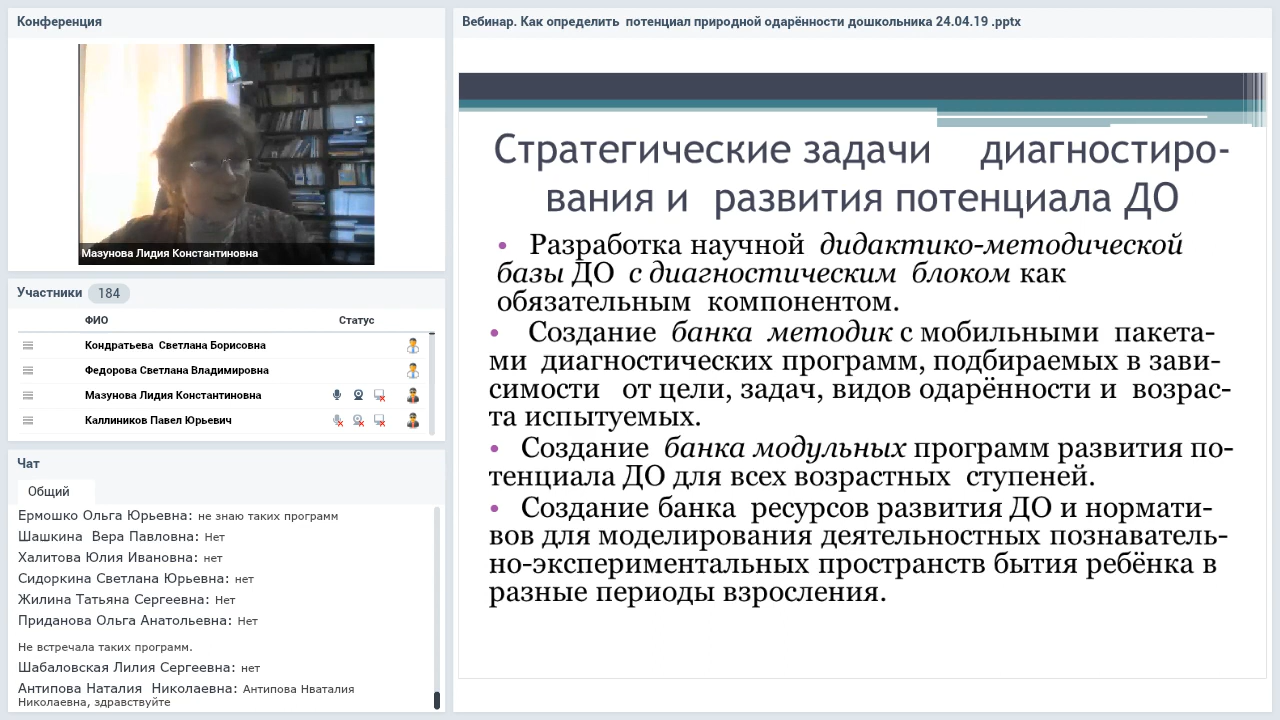 Конференция
Мазунова Лидия Константиновна
Участники 184
ФИО Статус
Кондратьева Светлана Борисовна
Федорова Светлана Владимировна
Мазунова Лидия Константиновна
Каллиников Павел Юрьевич
Чат
Общий
Ермошко Ольга Юрьевна: не знаю таких программ
Шашкина Вера Павловна: Нет
Халитова Юлия Ивановна: нет
Сидоркина Светлана Юрьевна: нет
Жилина Татьяна Сергеевна: Нет
Приданова Ольга Анатольевна: Нет
Не встречала таких программ.
Шабаловская Лилия Сергеевна: нет
Антипова Наталия Николаевна: Антипова Нваталия
Николаевна, здравствуйте
Вебинар. Как определить потенциал природной одарённости дошкольника 24.04.19 .pptx
Стратегические задачи диагностиро-
вания и развития потенциала ДО
• Разработка научной дидактико-методической
базы ДО с диагностическим блоком как
обязательным компонентом.
• Создание банка методик с мобильными пакета-
ми диагностических программ, подбираемых в зави-
симости от цели, задач, видов одарённости и возрас-
та испытуемых.
• Создание банка модульных программ развития по-
тенциала ДО для всех возрастных ступеней.
• Создание банка ресурсов развития ДО и нормати-
вов для моделирования деятельностных познаватель-
но-экспериментальных пространств бытия ребёнка в
разные периоды взросления.